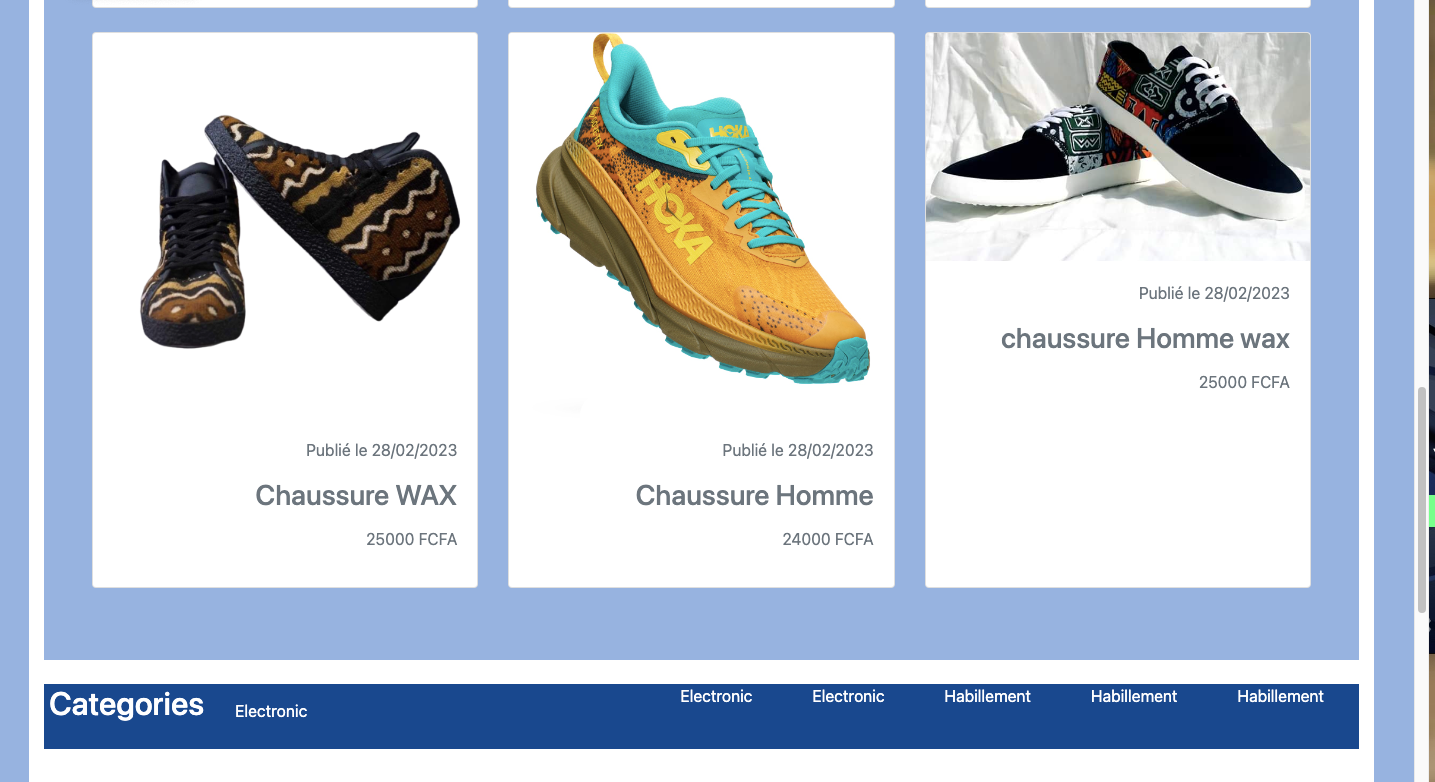 HOKA
HOKA
Publié le 28/02/2023
Chaussure WAX
25000 FCFA
Publié le 28/02/2023
Chaussure Homme
24000 FCFA
Publié le 28/02/2023
chaussure Homme wax
25000 FCFA
Categories
Electronic
Electronic
Electronic
Habillement
Habillement
Habillement